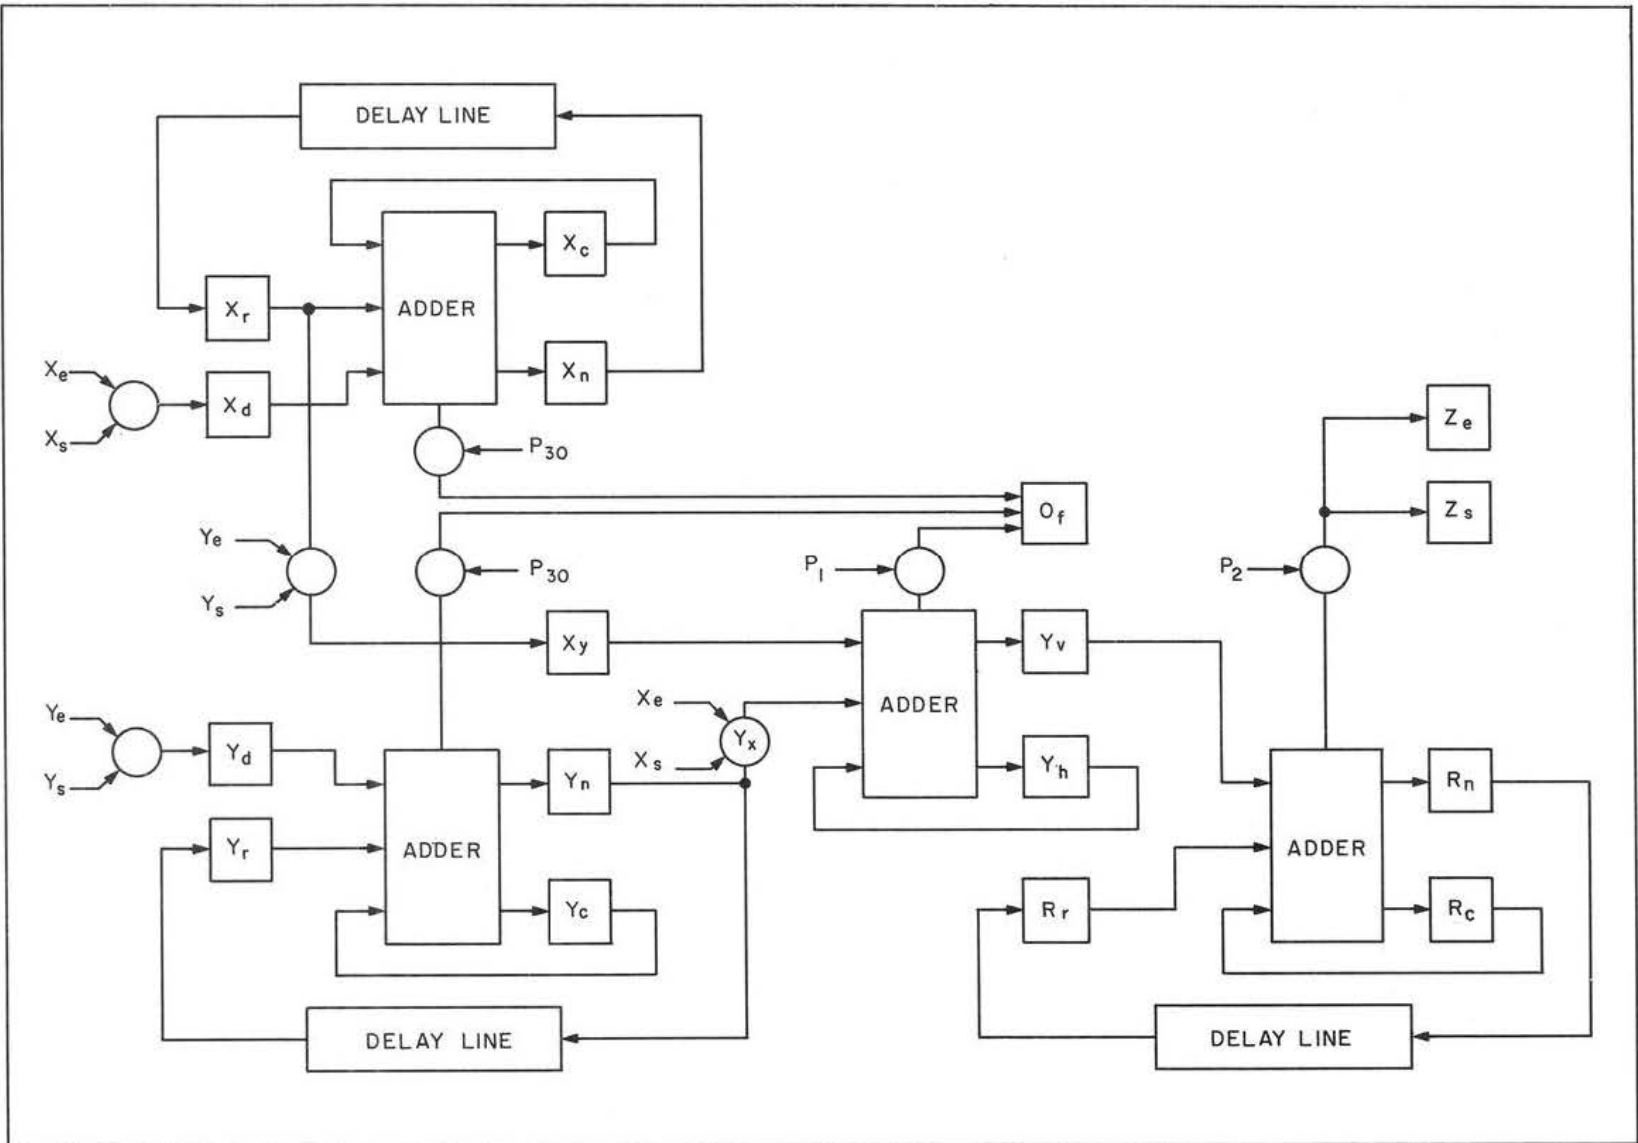 DELAY LINE
Xc
ADDER
Xr
Xn
Xe
Xd
Xs
P30
Ze
Zs
Of
Ye
P30
P1
P2
Ys
Xy
Yv
Xe
ADDER
Ye
Yx
Yd
Xs
Yh
Ys
Yn
Rn
Yr
ADDER
ADDER
Yc
Rr
Rc
DELAY LINE
DELAY LINE